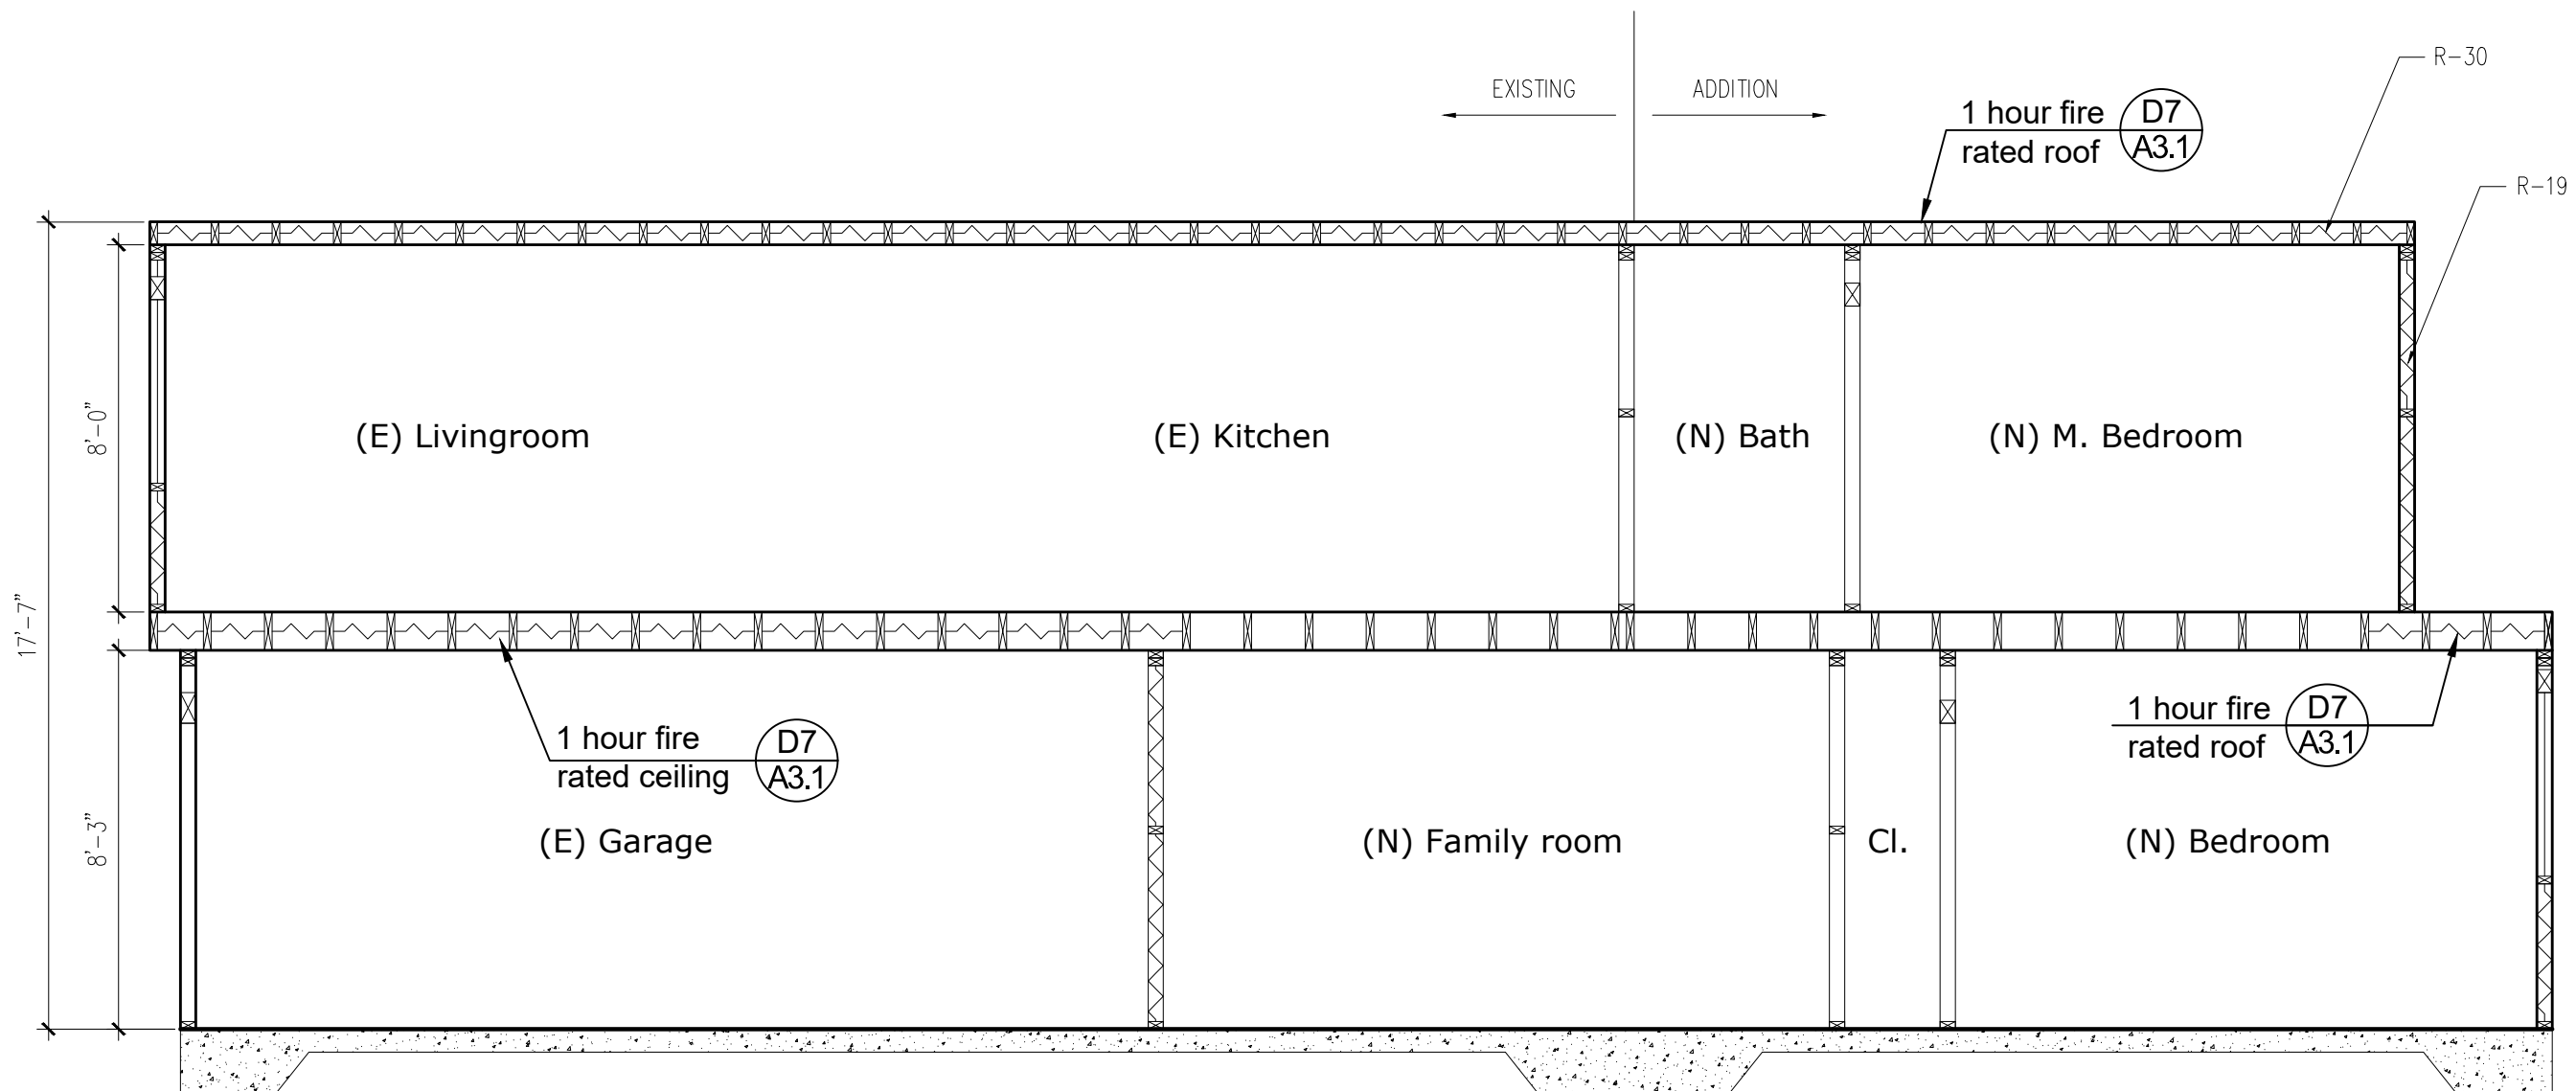 R-30
EXISTING
ADDITION
1 hour fire
rated roof
D7
A3.1
R-19
8'-0"
(E) Livingroom
(E) Kitchen
(N) Bath
(N) M. Bedroom
17'-7"
1 hour fire
rated ceiling
D7
A3.1
1 hour fire
rated roof
D7
A3.1
8'-3"
(E) Garage
(N) Family room
Cl.
(N) Bedroom